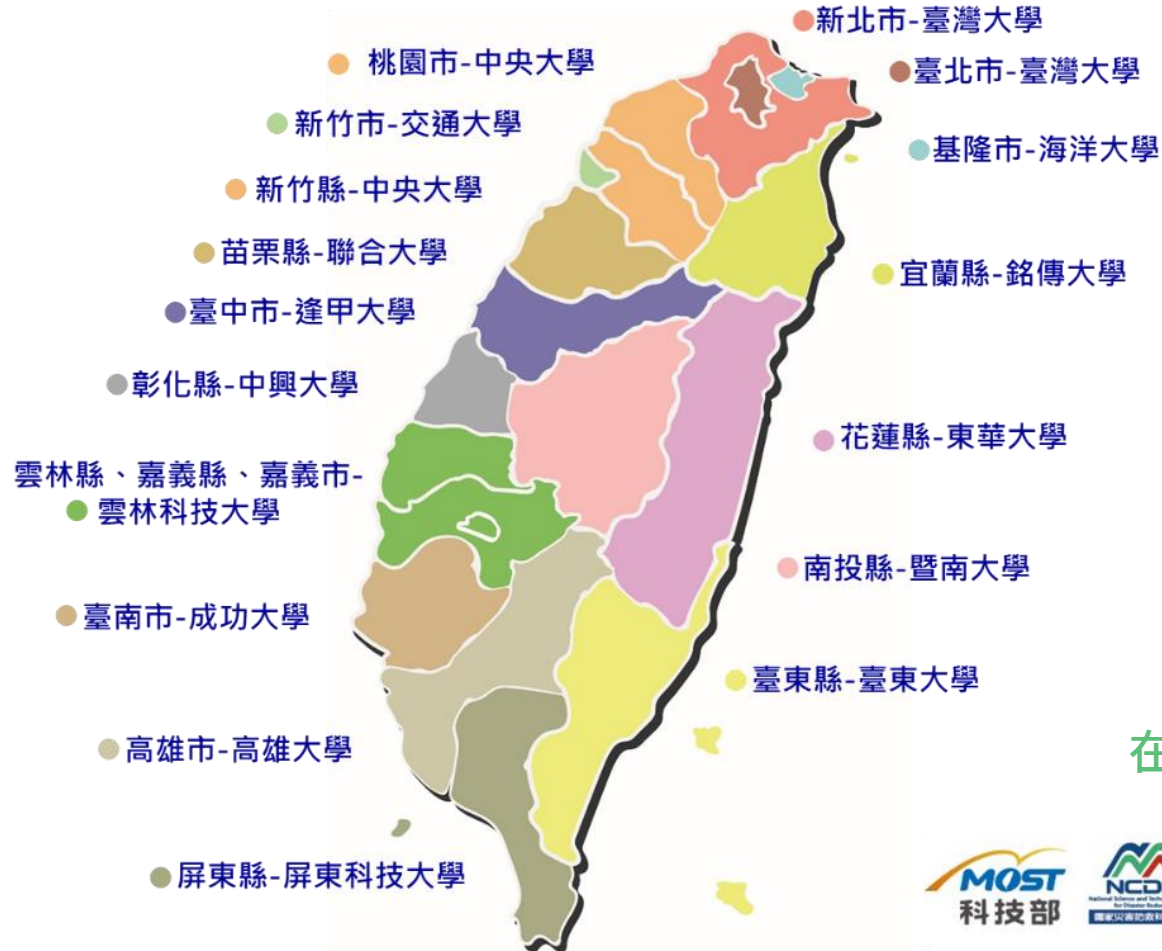 新北市-臺灣大學
桃園市-中央大學
臺北市-臺灣大學
新竹市-交通大學
基隆市-海洋大學
新竹縣-中央大學
苗栗縣-聯合大學
宜蘭縣-銘傳大學
臺中市-逢甲大學
彰化縣-中興大學
花蓮縣-東華大學
雲林縣、嘉義縣、嘉義市-
雲林科技大學
南投縣-暨南大學
臺南市-成功大學
臺東縣-臺東大學
高雄市-高雄大學
在
屏東縣-屏東科技大學
MOST
科技部
NCD